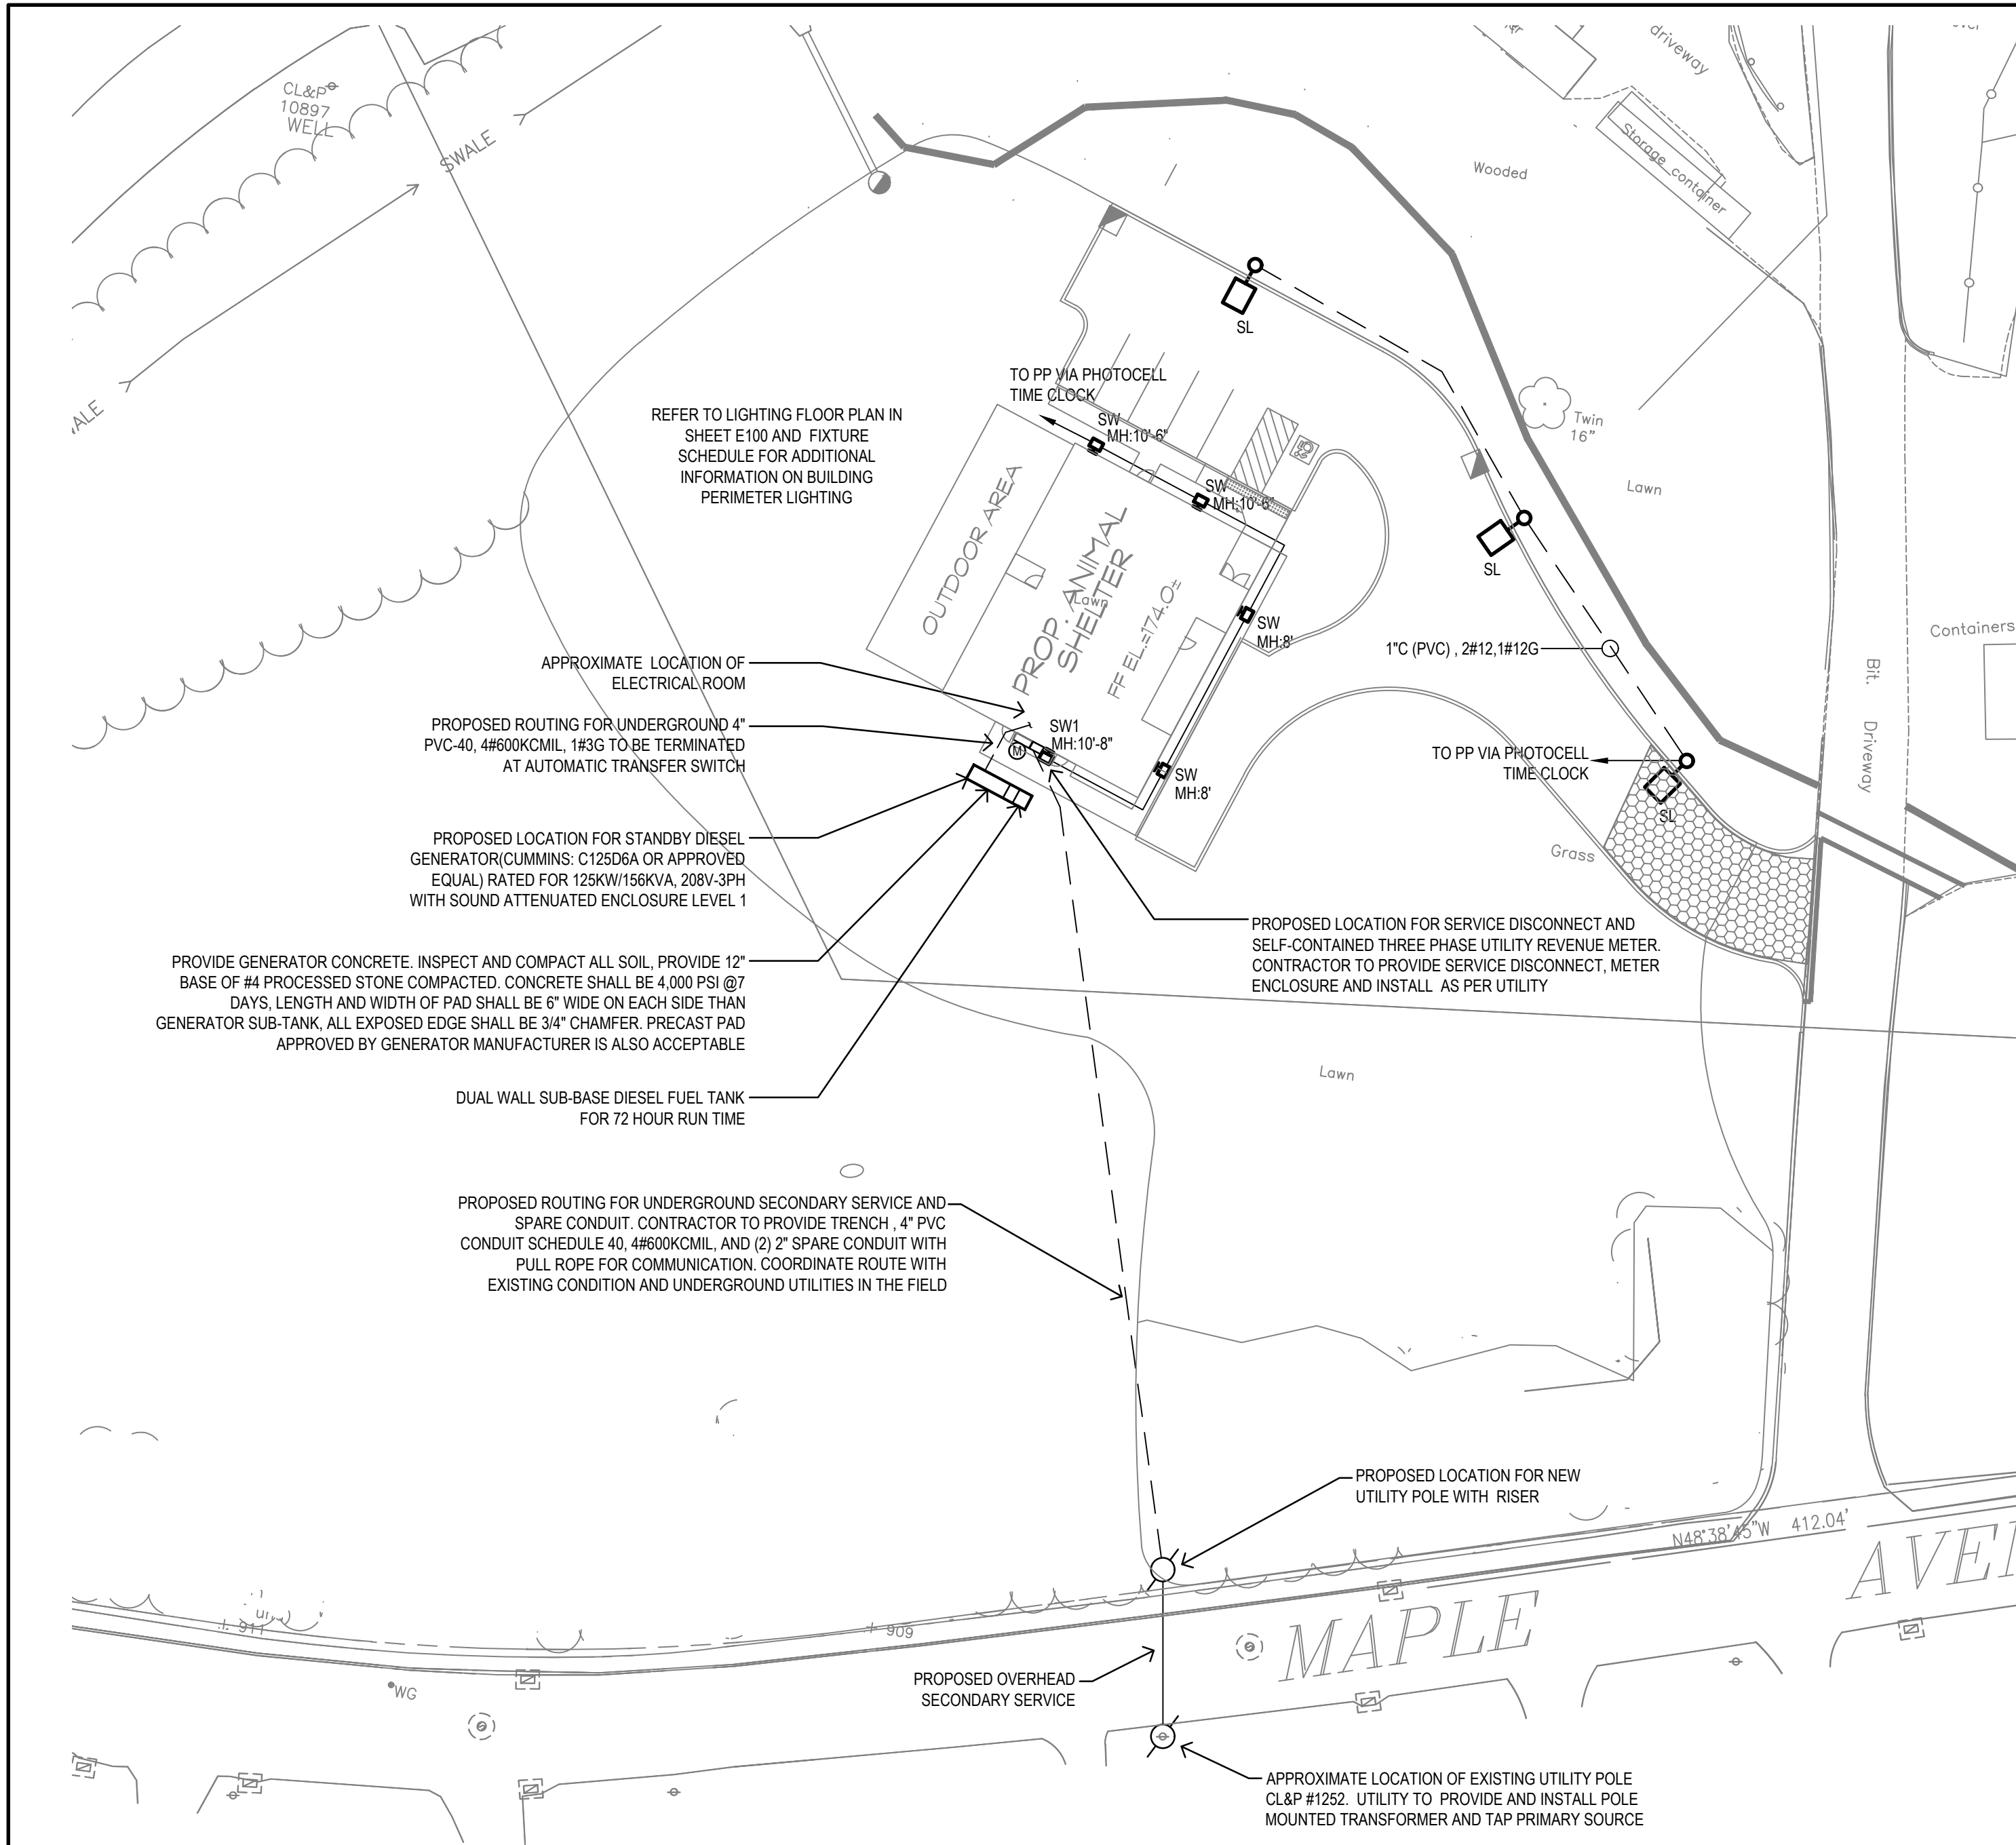 CL&P
10897
WELL
SWALE
driveway
Storage container
Wooded
SL
TO PP VIA PHOTOCELL
TIME CLOCK
SW
MH:10'-6"
SW
MH:10'-6"
REFER TO LIGHTING FLOOR PLAN IN
SHEET E100 AND FIXTURE
SCHEDULE FOR ADDITIONAL
INFORMATION ON BUILDING
PERIMETER LIGHTING
Twin
16"
Lawn
SL
OUTDOOR AREA
PROP. ANIMAL
SHELTER
Lawn
FF EL.=174.0±
SW
MH:8'
1"C (PVC) , 2#12,1#12G
Containers
Bit. Driveway
APPROXIMATE LOCATION OF
ELECTRICAL ROOM
PROPOSED ROUTING FOR UNDERGROUND 4"
PVC-40, 4#600KCMIL, 1#3G TO BE TERMINATED
AT AUTOMATIC TRANSFER SWITCH
SW1
MH:10'-8"
M
SW
MH:8'
TO PP VIA PHOTOCELL
TIME CLOCK
SL
Grass
PROPOSED LOCATION FOR STANDBY DIESEL
GENERATOR(CUMMINS: C125D6A OR APPROVED
EQUAL) RATED FOR 125KW/156KVA, 208V-3PH
WITH SOUND ATTENUATED ENCLOSURE LEVEL 1
PROPOSED LOCATION FOR SERVICE DISCONNECT AND
SELF-CONTAINED THREE PHASE UTILITY REVENUE METER.
CONTRACTOR TO PROVIDE SERVICE DISCONNECT, METER
ENCLOSURE AND INSTALL AS PER UTILITY
PROVIDE GENERATOR CONCRETE. INSPECT AND COMPACT ALL SOIL, PROVIDE 12"
BASE OF #4 PROCESSED STONE COMPACTED. CONCRETE SHALL BE 4,000 PSI @7
DAYS, LENGTH AND WIDTH OF PAD SHALL BE 6" WIDE ON EACH SIDE THAN
GENERATOR SUB-TANK, ALL EXPOSED EDGE SHALL BE 3/4" CHAMFER. PRECAST PAD
APPROVED BY GENERATOR MANUFACTURER IS ALSO ACCEPTABLE
Lawn
DUAL WALL SUB-BASE DIESEL FUEL TANK
FOR 72 HOUR RUN TIME
PROPOSED ROUTING FOR UNDERGROUND SECONDARY SERVICE AND
SPARE CONDUIT. CONTRACTOR TO PROVIDE TRENCH , 4" PVC
CONDUIT SCHEDULE 40, 4#600KCMIL, AND (2) 2" SPARE CONDUIT WITH
PULL ROPE FOR COMMUNICATION. COORDINATE ROUTE WITH
EXISTING CONDITION AND UNDERGROUND UTILITIES IN THE FIELD
PROPOSED LOCATION FOR NEW
UTILITY POLE WITH RISER
N48°38'45"W 412.04'
MAPLE
911
909
WG
PROPOSED OVERHEAD
SECONDARY SERVICE
APPROXIMATE LOCATION OF EXISTING UTILITY POLE
CL&P #1252. UTILITY TO PROVIDE AND INSTALL POLE
MOUNTED TRANSFORMER AND TAP PRIMARY SOURCE